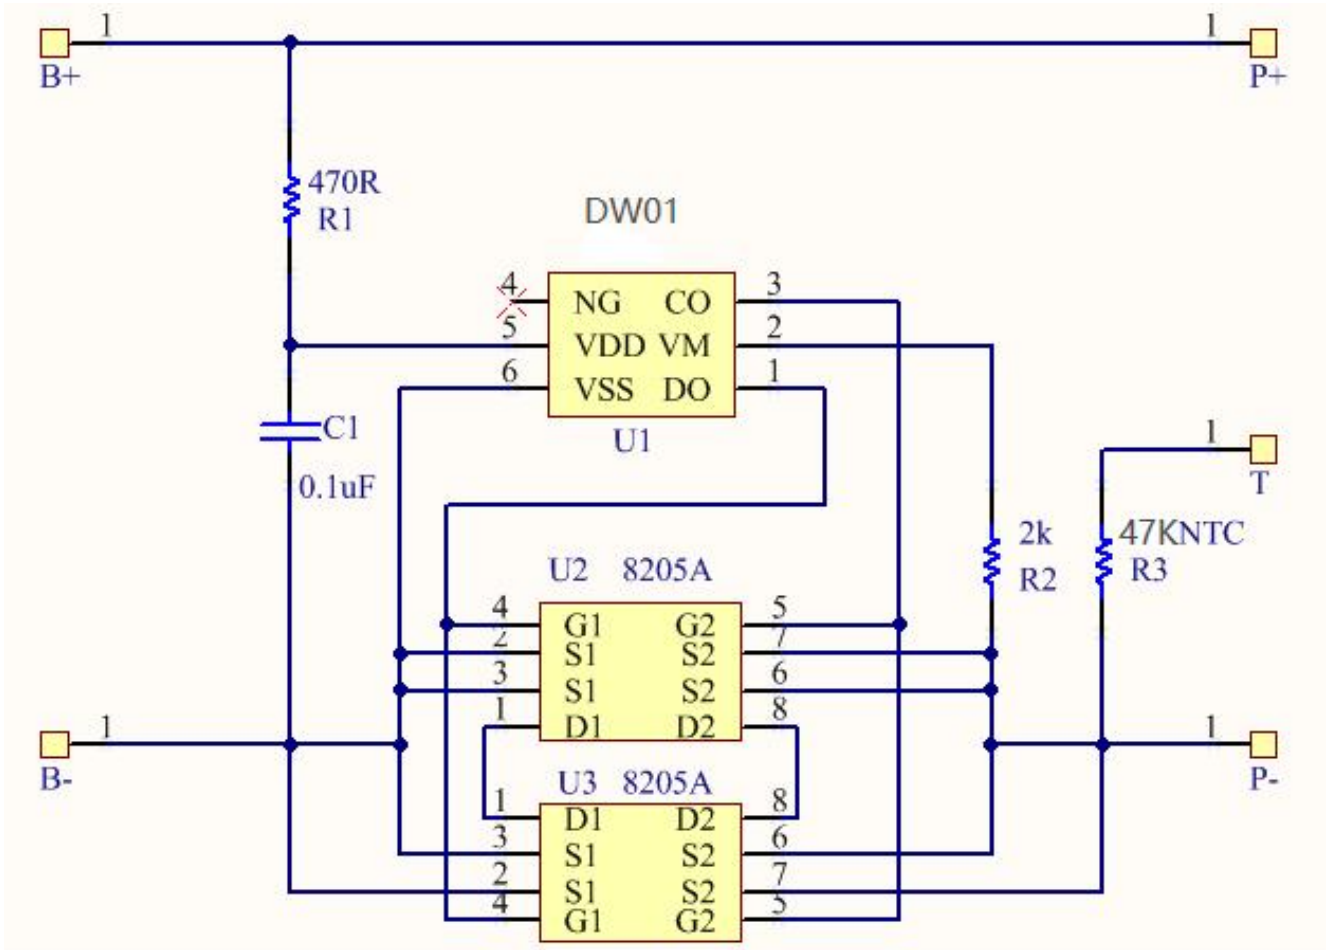 1
B+
1
P+
470R
R1
DW01
4
NG
CO
3
5
VDD
VM
2
6
VSS
DO
1
U1
C1
0.1uF
1
T
2k
R2
47KNTC
R3
U2
8205A
4
G1
G2
5
2
S1
S2
7
3
S1
S2
6
1
D1
D2
8
1
B-
1
P-
U3
8205A
1
D1
D2
8
3
S1
S2
6
2
S1
S2
7
4
G1
G2
5